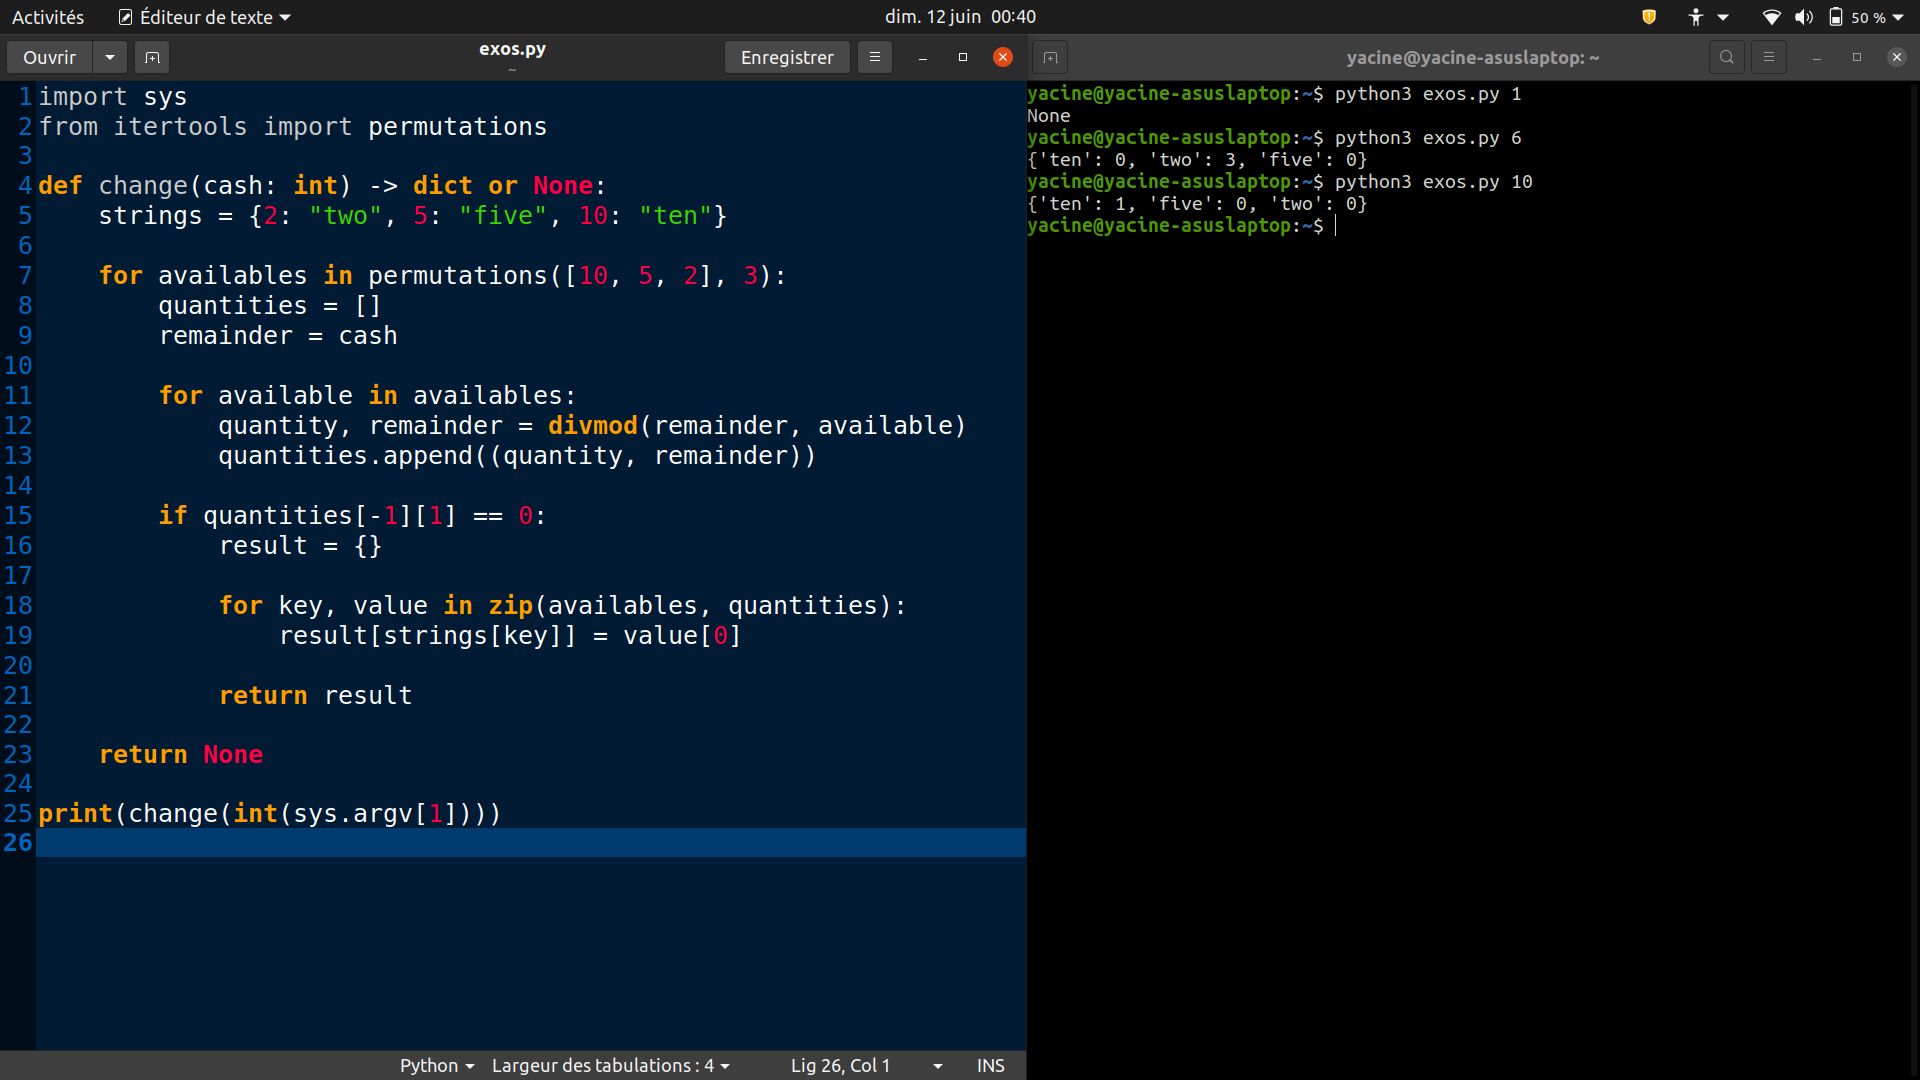 Activités Éditeur de texte dim. 12 juin 00:40 50 %
Ouvrir exos.py ~ Enregistrer
1 import sys
2 from itertools import permutations
3
4 def change(cash: int) -> dict or None:
5     strings = {2: "two", 5: "five", 10: "ten"}
6
7     for availables in permutations([10, 5, 2], 3):
8         quantities = []
9         remainder = cash
10
11         for available in availables:
12             quantity, remainder = divmod(remainder, available)
13             quantities.append((quantity, remainder))
14
15         if quantities[-1][1] == 0:
16             result = {}
17
18             for key, value in zip(availables, quantities):
19                 result[strings[key]] = value[0]
20
21             return result
22
23     return None
24
25 print(change(int(sys.argv[1])))
26
Python Largeur des tabulations : 4 Lig 26, Col 1 INS
yacine@yacine-asuslaptop: ~
yacine@yacine-asuslaptop:~$ python3 exos.py 1
None
yacine@yacine-asuslaptop:~$ python3 exos.py 6
{'ten': 0, 'two': 3, 'five': 0}
yacine@yacine-asuslaptop:~$ python3 exos.py 10
{'ten': 1, 'five': 0, 'two': 0}
yacine@yacine-asuslaptop:~$